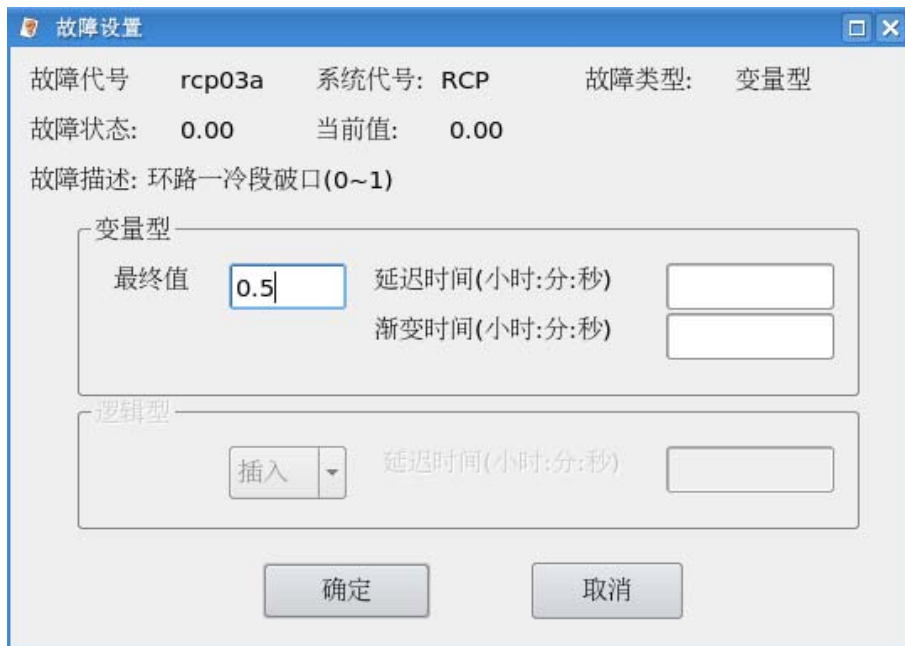 故障设置
故障代号 rcp03a 系统代号: RCP 故障类型: 变量型
故障状态: 0.00 当前值: 0.00
故障描述: 环路一冷段破口(0~1)
变量型
最终值 0.5 延迟时间(小时:分:秒)
渐变时间(小时:分:秒)
逻辑型
插入 延迟时间(小时:分:秒)
确定 取消